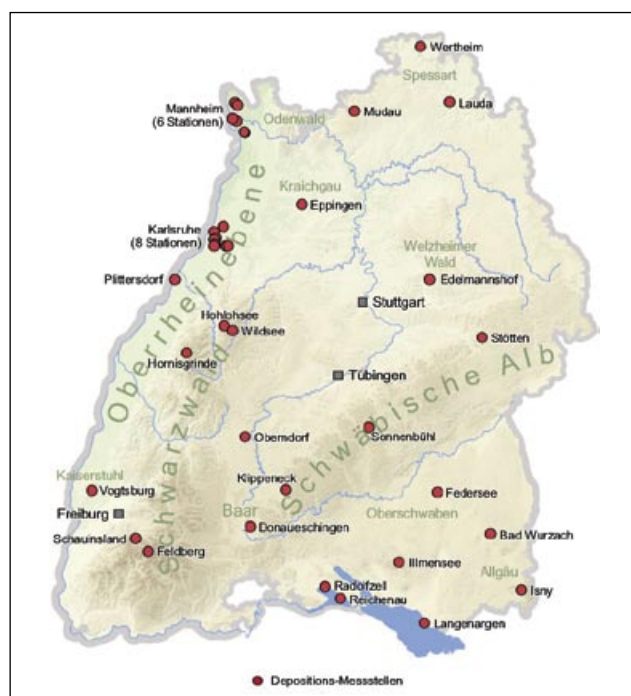 Wertheim
Spessart
Mannheim
(6 Stationen)
Lauda
Mudau
Odenwald
Kraichgau
Eppingen
Karlsruhe
(8 Stationen)
Welzheimer
Wald
Plittersdorf
Edelmannshof
Oberrheinebene
Stuttgart
Hohlohsee
Wildsee
Stötten
Hornisgrinde
Tübingen
Schwarzwald
Schwäbische Alb
Oberndorf
Sonnenbühl
Kaiserstuhl
Klippeneck
Vogtsburg
Federsee
Freiburg
Baar
Oberschwaben
Donaueschingen
Schauinsland
Bad Wurzach
Feldberg
Illmensee
Allgäu
Radolfzell
Isny
Reichenau
Langenargen
Depositions-Messstellen